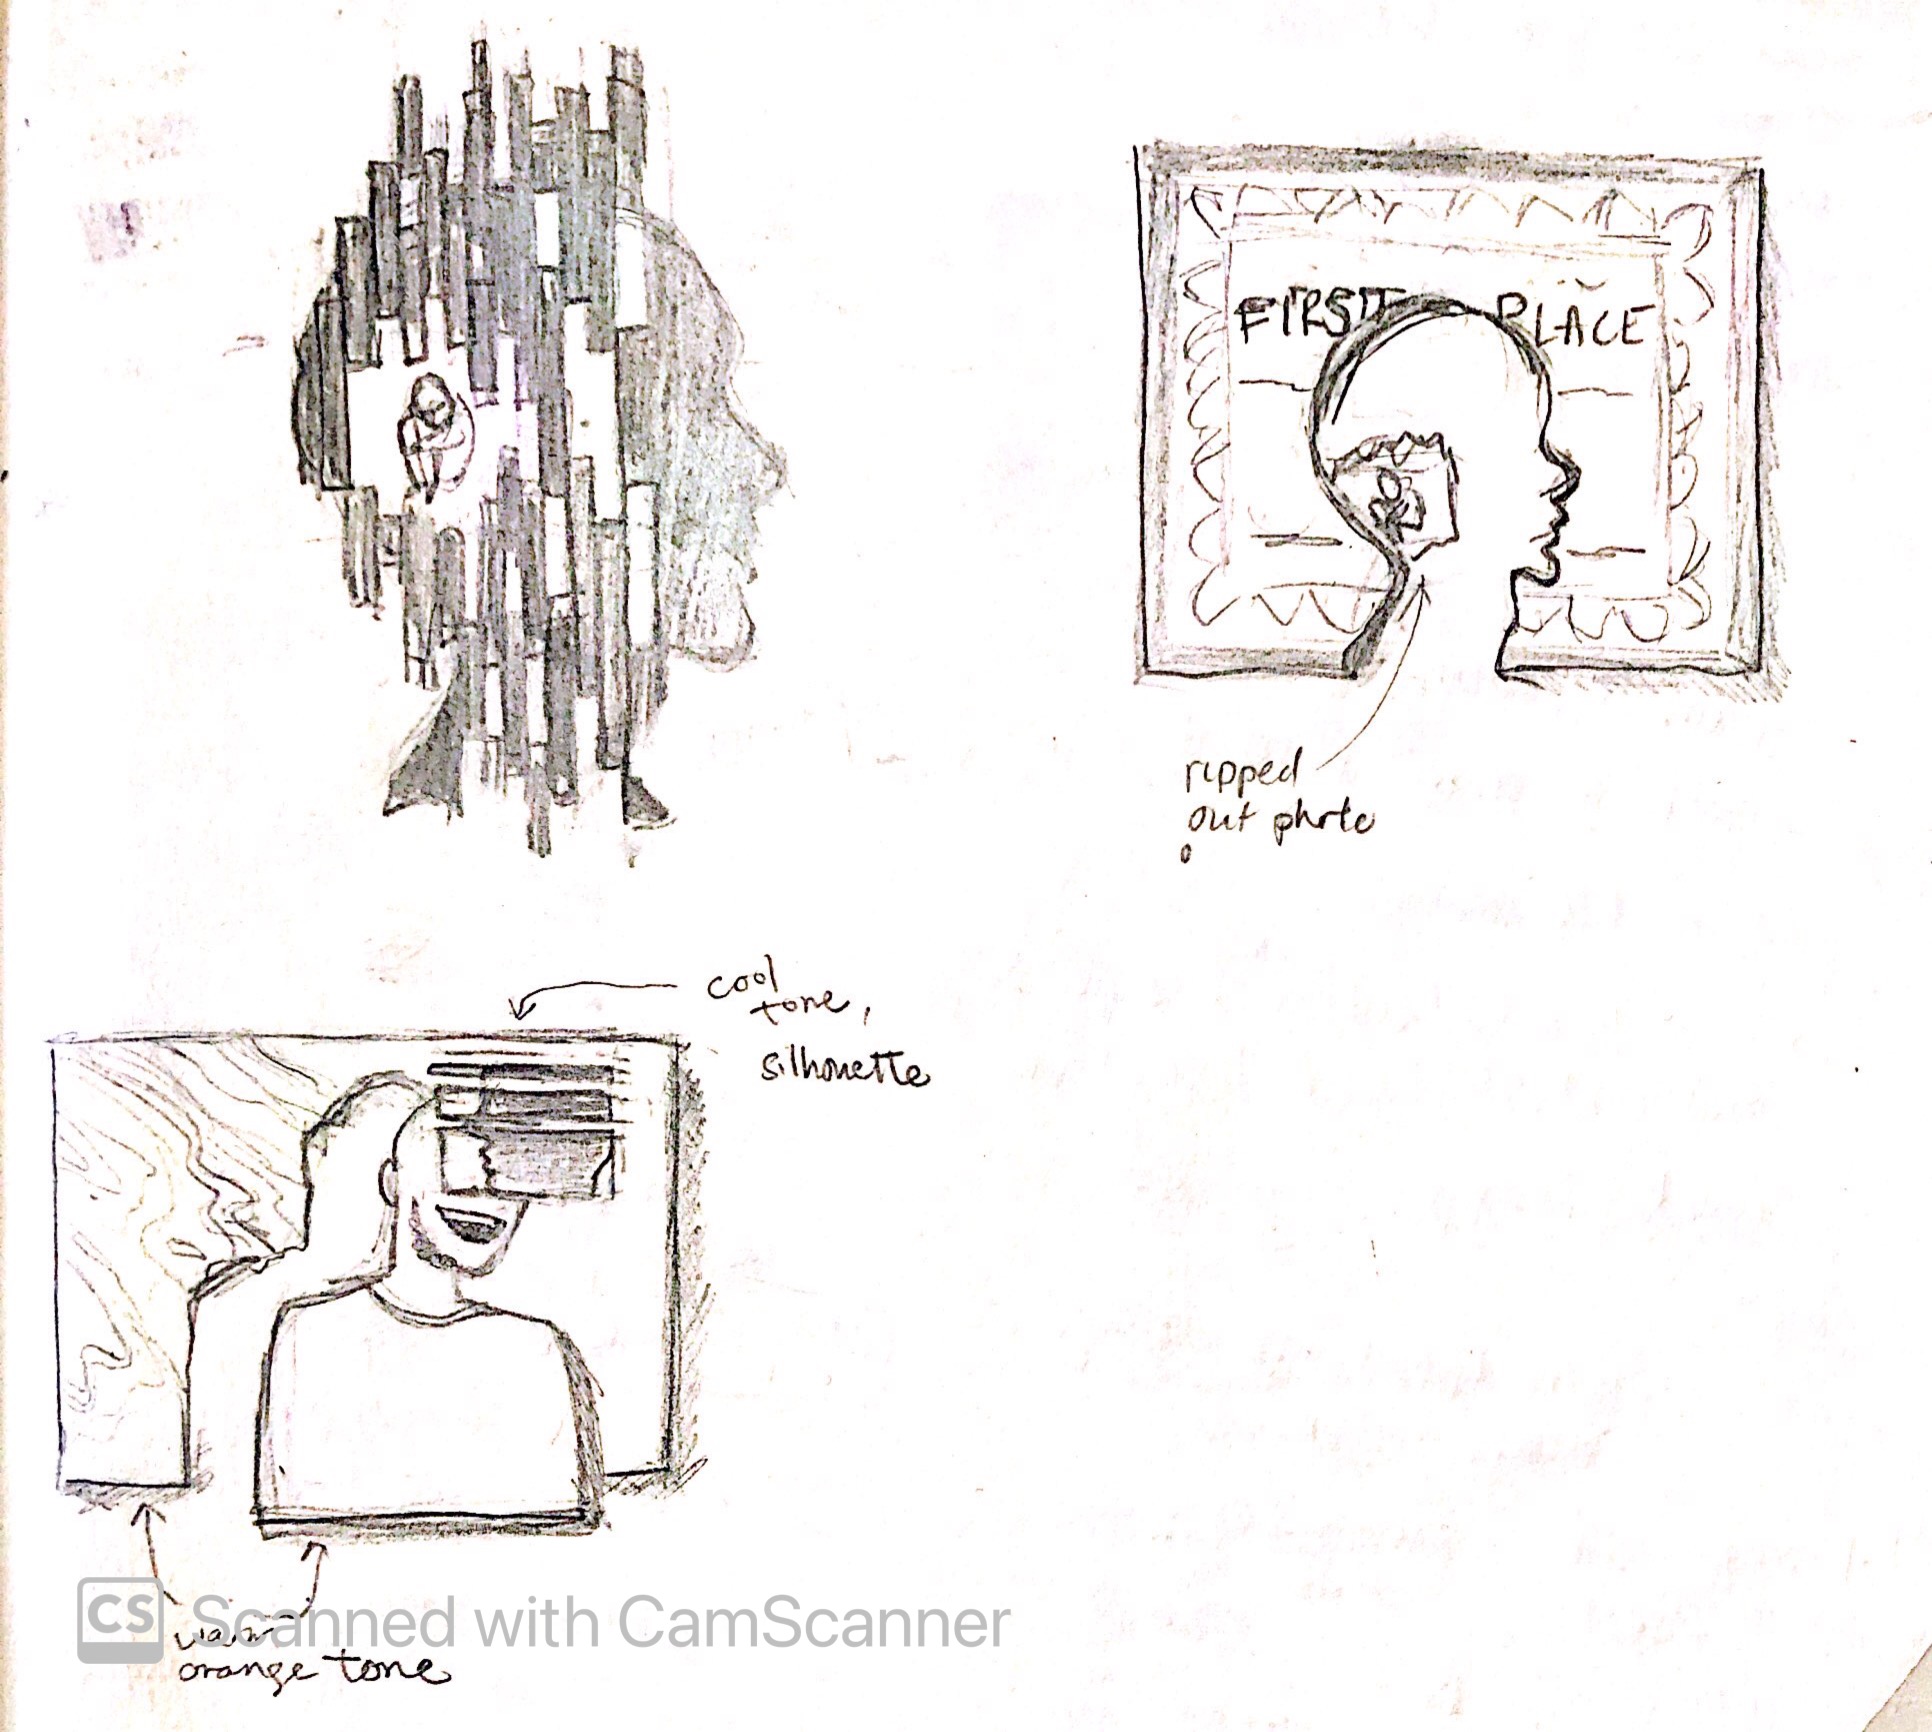 FIRST PLACE
ripped
out photo
cool
tone,
silhouette
warm
orange tone
CS Scanned with CamScanner